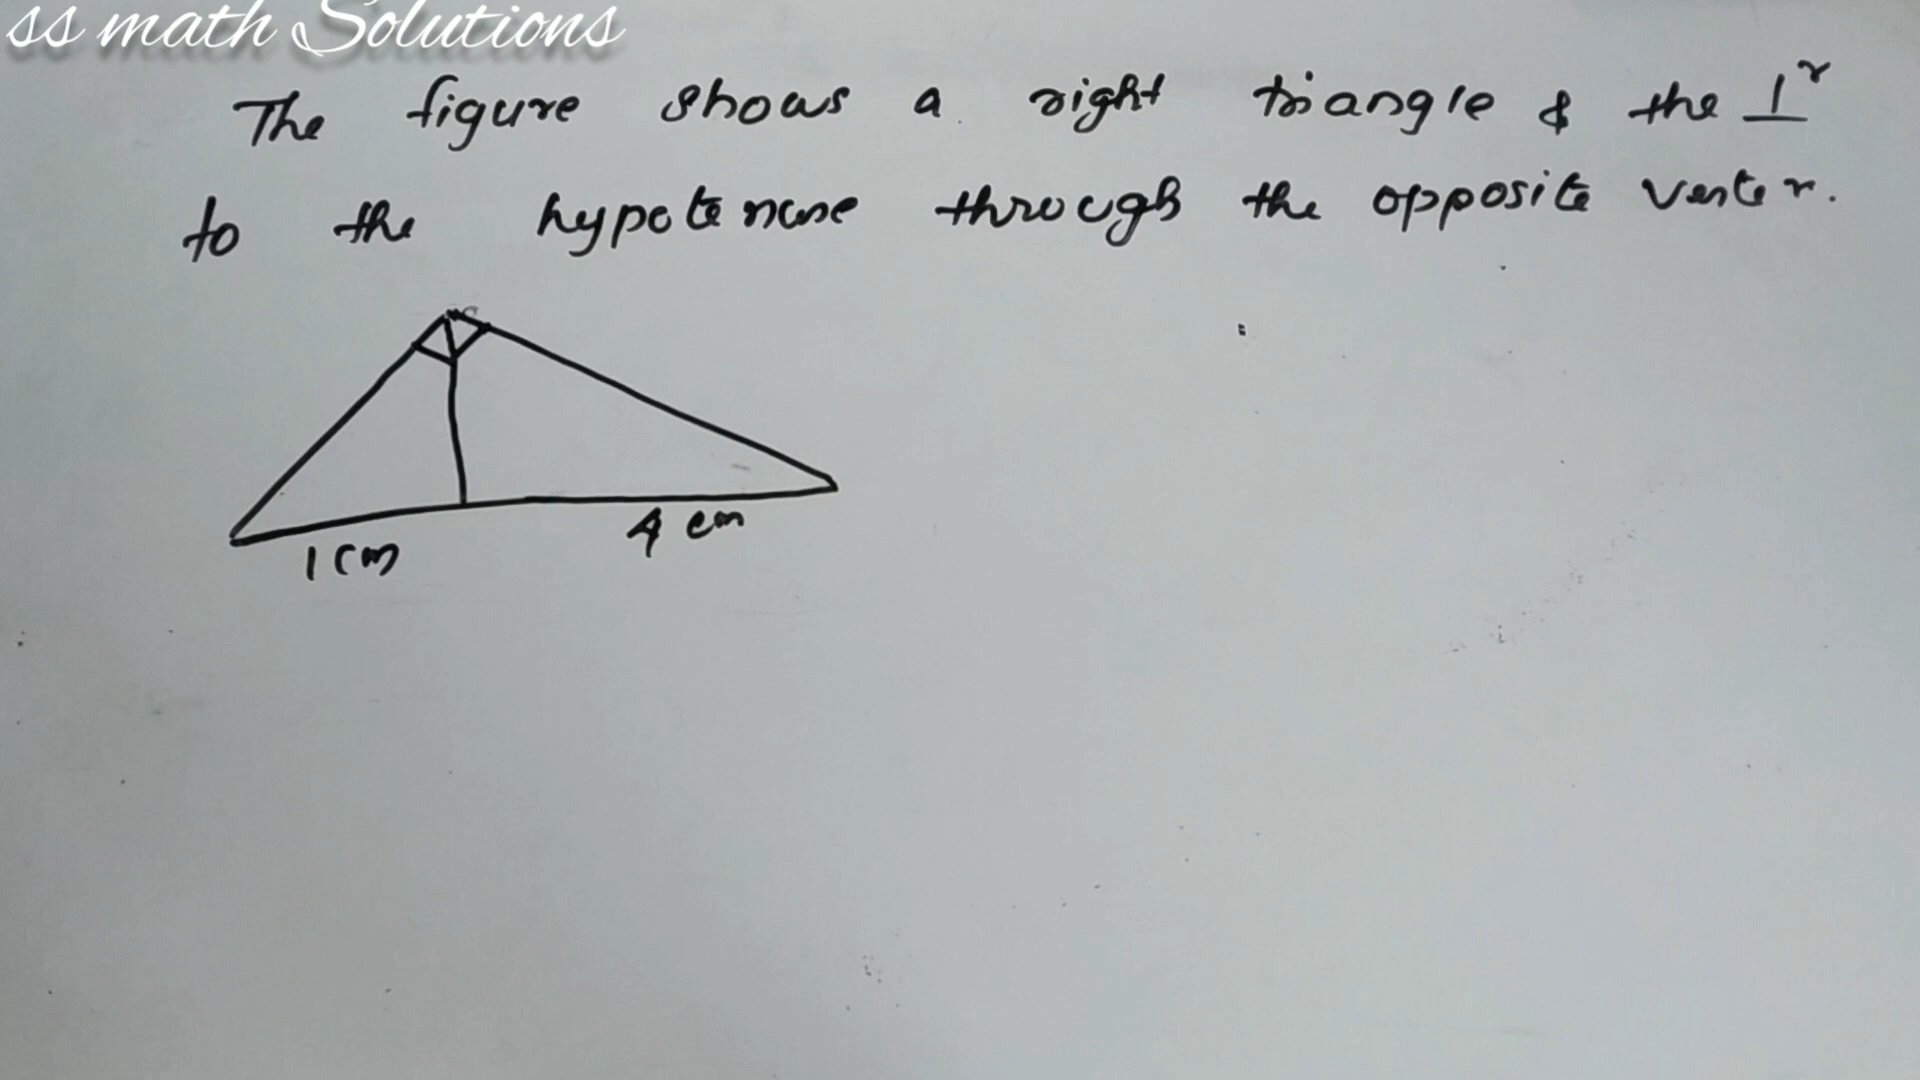 ss math Solutions
The figure shows a right triangle & the ⊥r
to the hypotenuse through the opposite vertex.
1 cm
4 cm